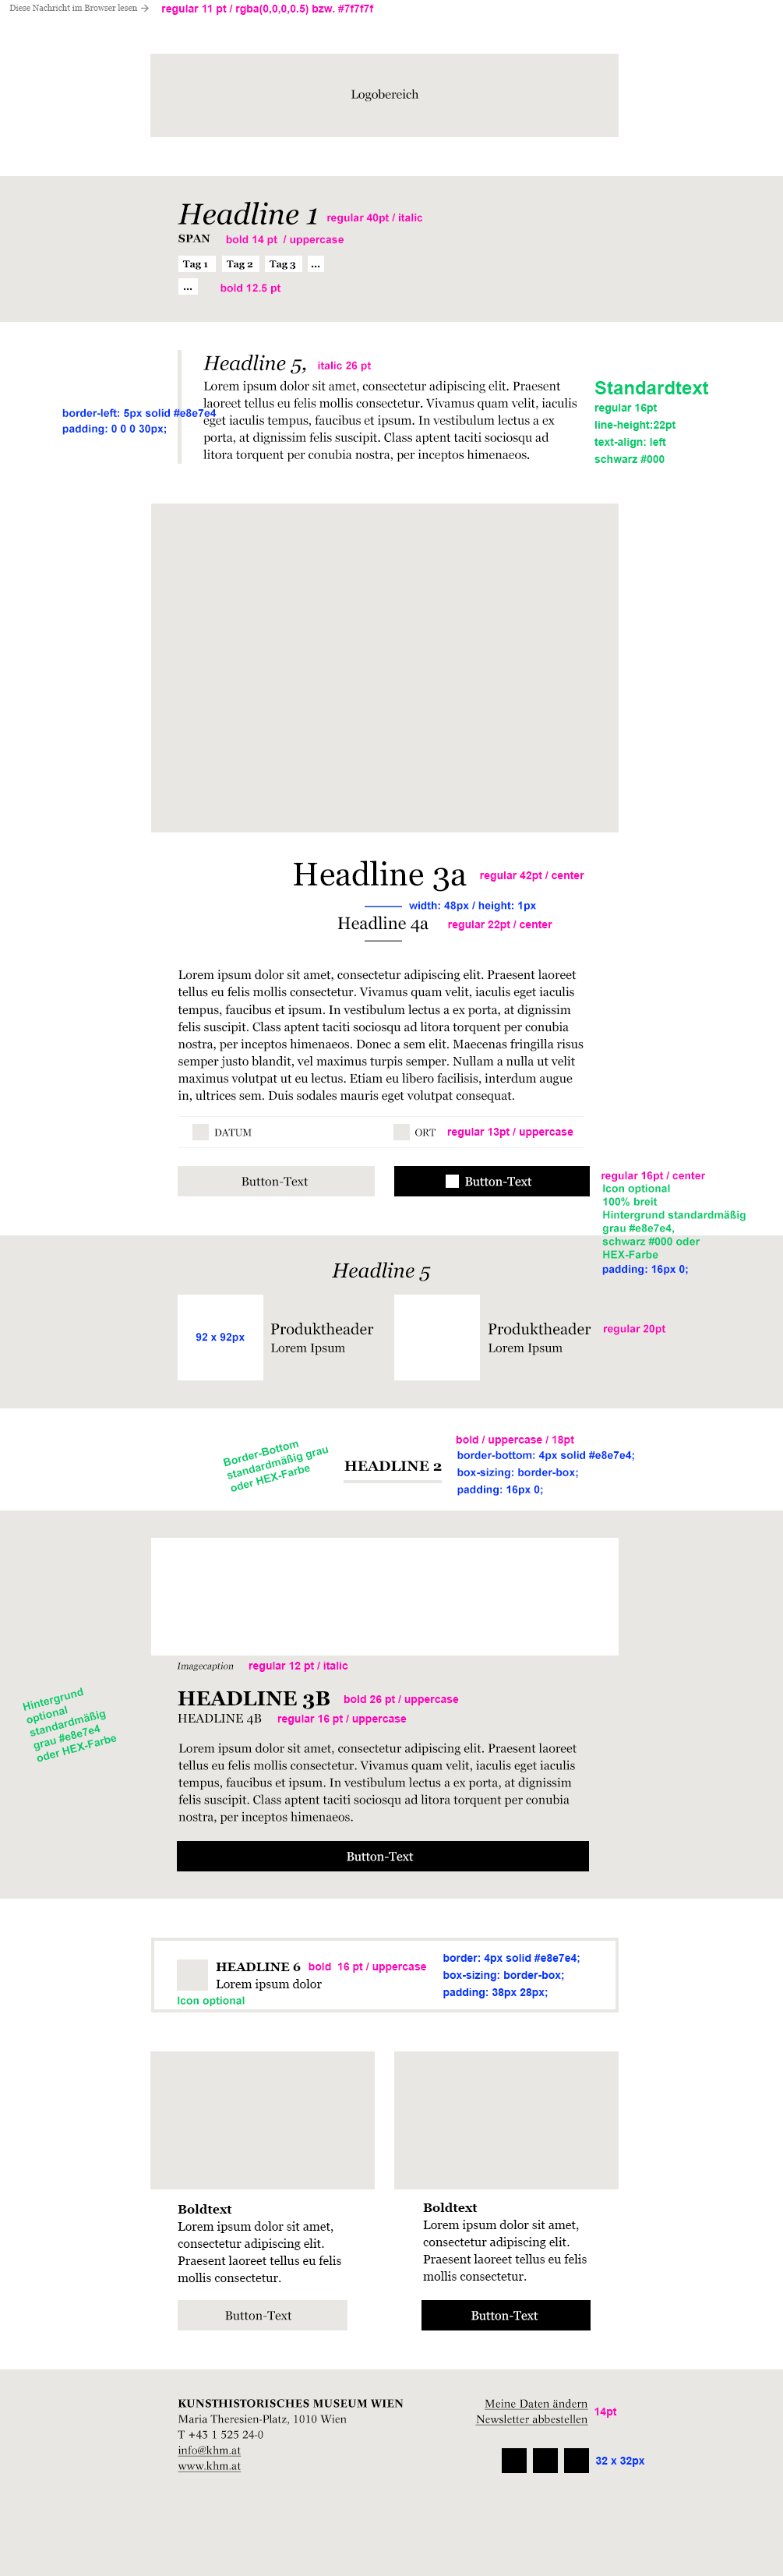 Diese Nachricht im Browser lesen → regular 11 pt / rgba(0,0,0,0.5) bzw. #7f7f7f
Logobereich
Headline 1 regular 40pt / italic
SPAN bold 14 pt / uppercase
Tag 1 Tag 2 Tag 3 ...
... bold 12.5 pt
Headline 5, italic 26 pt
Lorem ipsum dolor sit amet, consectetur adipiscing elit. Praesent
laoreet tellus eu felis mollis consectetur. Vivamus quam velit, iaculis
eget iaculis tempus, faucibus et ipsum. In vestibulum lectus a ex
porta, at dignissim felis suscipit. Class aptent taciti sociosqu ad
litora torquent per conubia nostra, per inceptos himenaeos.
border-left: 5px solid #e8e7e4
padding: 0 0 0 30px;
Standardtext
regular 16pt
line-height:22pt
text-align: left
schwarz #000
Headline 3a regular 42pt / center
width: 48px / height: 1px
Headline 4a regular 22pt / center
Lorem ipsum dolor sit amet, consectetur adipiscing elit. Praesent laoreet
tellus eu felis mollis consectetur. Vivamus quam velit, iaculis eget iaculis
tempus, faucibus et ipsum. In vestibulum lectus a ex porta, at dignissim
felis suscipit. Class aptent taciti sociosqu ad litora torquent per conubia
nostra, per inceptos himenaeos. Donec a sem elit. Maecenas fringilla risus
semper justo blandit, vel maximus turpis semper. Nullam a nulla ut velit
maximus volutpat ut eu lectus. Etiam eu libero facilisis, interdum augue
in, ultrices sem. Duis sodales mauris eget volutpat consequat.
DATUM ORT regular 13pt / uppercase
Button-Text Button-Text
regular 16pt / center
Icon optional
100% breit
Hintergrund standardmäßig
grau #e8e7e4,
schwarz #000 oder
HEX-Farbe
padding: 16px 0;
Headline 5
92 x 92px
Produktheader
Lorem Ipsum
Produktheader regular 20pt
Lorem Ipsum
Border-Bottom
standardmäßig grau
oder HEX-Farbe
HEADLINE 2
bold / uppercase / 18pt
border-bottom: 4px solid #e8e7e4;
box-sizing: border-box;
padding: 16px 0;
Imagecaption regular 12 pt / italic
HEADLINE 3B bold 26 pt / uppercase
HEADLINE 4B regular 16 pt / uppercase
Hintergrund
optional
standardmäßig
grau #e8e7e4
oder HEX-Farbe
Lorem ipsum dolor sit amet, consectetur adipiscing elit. Praesent laoreet
tellus eu felis mollis consectetur. Vivamus quam velit, iaculis eget iaculis
tempus, faucibus et ipsum. In vestibulum lectus a ex porta, at dignissim
felis suscipit. Class aptent taciti sociosqu ad litora torquent per conubia
nostra, per inceptos himenaeos.
Button-Text
HEADLINE 6 bold 16 pt / uppercase
Lorem ipsum dolor
Icon optional
border: 4px solid #e8e7e4;
box-sizing: border-box;
padding: 38px 28px;
Boldtext
Lorem ipsum dolor sit amet,
consectetur adipiscing elit.
Praesent laoreet tellus eu felis
mollis consectetur.
Button-Text
Boldtext
Lorem ipsum dolor sit amet,
consectetur adipiscing elit.
Praesent laoreet tellus eu felis
mollis consectetur.
Button-Text
KUNSTHISTORISCHES MUSEUM WIEN
Maria Theresien-Platz, 1010 Wien
T +43 1 525 24-0
info@khm.at
www.khm.at
Meine Daten ändern
Newsletter abbestellen
14pt
32 x 32px